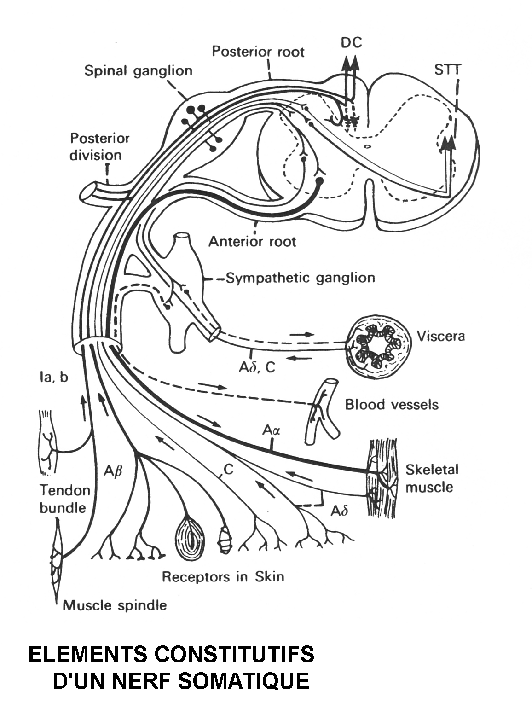 DC
Posterior root
STT
Spinal ganglion
Posterior
division
Anterior root
Sympathetic ganglion
Viscera
Aδ, C
Ia, b
Blood vessels
Aα
Aβ
C
Skeletal
muscle
Tendon
bundle
Aδ
Receptors in Skin
Muscle spindle
ELEMENTS CONSTITUTIFS
D'UN NERF SOMATIQUE